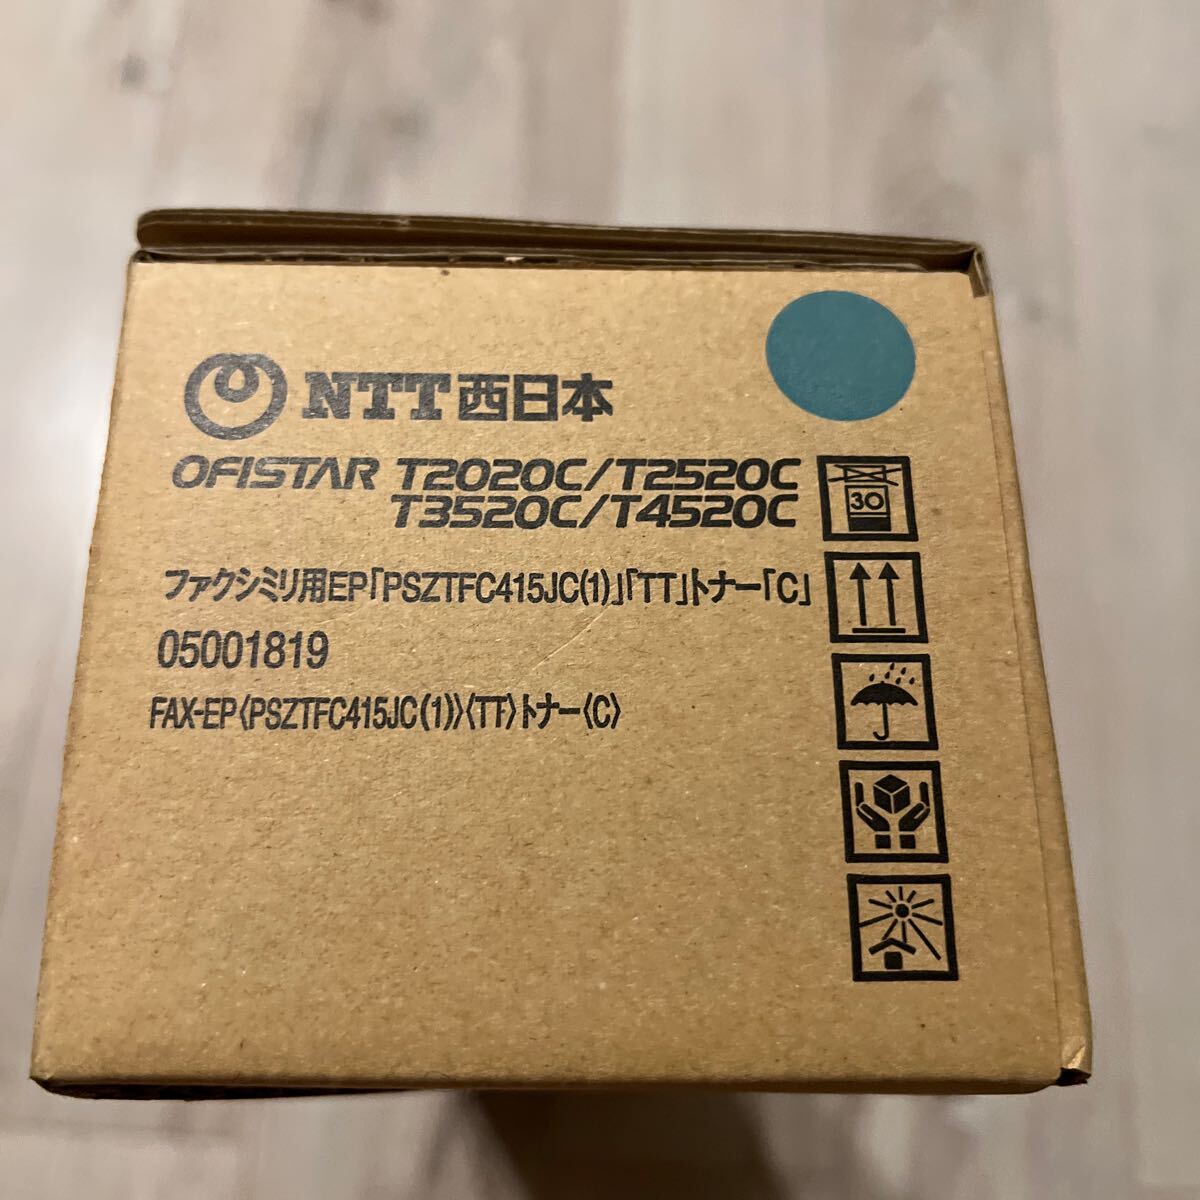 NTT西日本
OFISTAR T2020C/T2520C
T3520C/T4520C
30
ファクシミリ用EP「PSZTFC415JC(1)」「TT」トナー「C」
05001819
FAX-EP〈PSZTFC415JC(1)〉〈TT〉トナー〈C〉